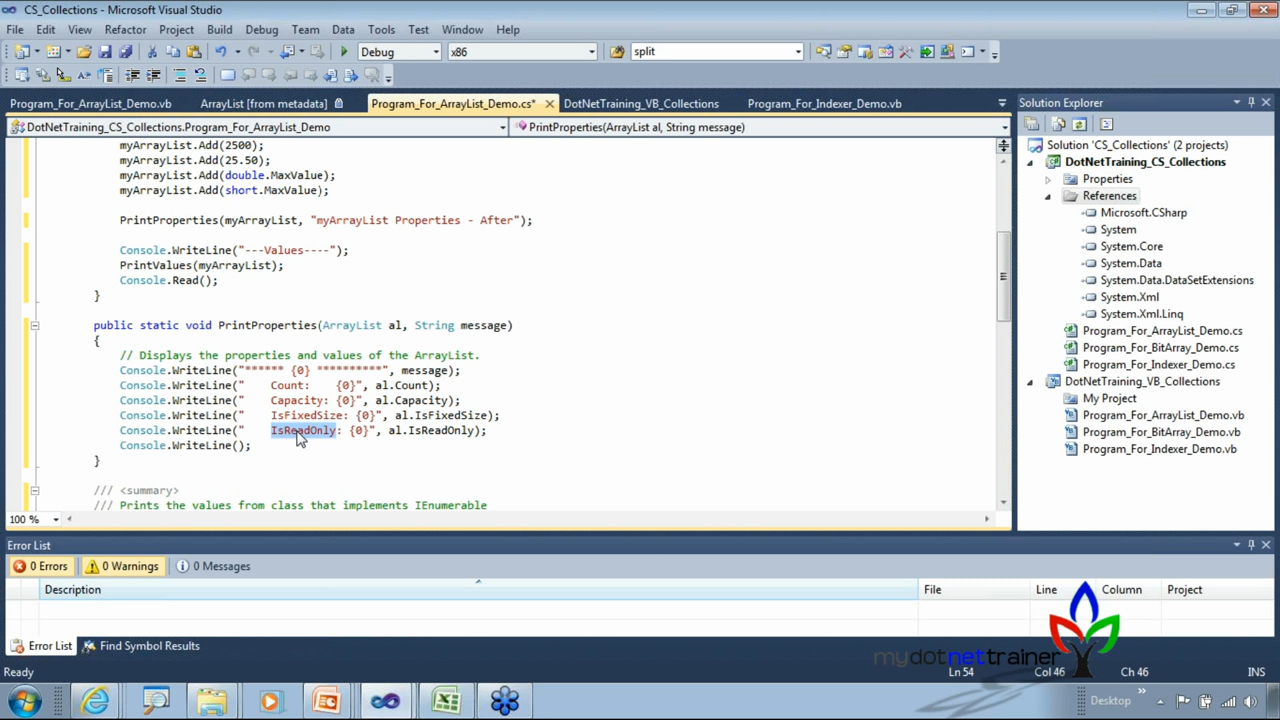 CS_Collections - Microsoft Visual Studio
File Edit View Refactor Project Build Debug Team Data Tools Test Window Help
Debug x86 split
Program_For_ArrayList_Demo.vb ArrayList [from metadata] Program_For_ArrayList_Demo.cs* DotNetTraining_VB_Collections Program_For_Indexer_Demo.vb
DotNetTraining_CS_Collections.Program_For_ArrayList_Demo PrintProperties(ArrayList al, String message)
myArrayList.Add(2500);
myArrayList.Add(25.50);
myArrayList.Add(double.MaxValue);
myArrayList.Add(short.MaxValue);
PrintProperties(myArrayList, "myArrayList Properties - After");
Console.WriteLine("---Values----");
PrintValues(myArrayList);
Console.Read();
}
public static void PrintProperties(ArrayList al, String message)
{
// Displays the properties and values of the ArrayList.
Console.WriteLine("****** {0} **********", message);
Console.WriteLine("    Count:    {0}", al.Count);
Console.WriteLine("    Capacity: {0}", al.Capacity);
Console.WriteLine("    IsFixedSize: {0}", al.IsFixedSize);
Console.WriteLine("    IsReadOnly: {0}", al.IsReadOnly);
Console.WriteLine();
}
/// <summary>
/// Prints the values from class that implements IEnumerable
100 %
Solution Explorer
Solution 'CS_Collections' (2 projects)
DotNetTraining_CS_Collections
Properties
References
Microsoft.CSharp
System
System.Core
System.Data
System.Data.DataSetExtensions
System.Xml
System.Xml.Linq
Program_For_ArrayList_Demo.cs
Program_For_BitArray_Demo.cs
Program_For_Indexer_Demo.cs
DotNetTraining_VB_Collections
My Project
Program_For_ArrayList_Demo.vb
Program_For_BitArray_Demo.vb
Program_For_Indexer_Demo.vb
Error List
0 Errors 0 Warnings 0 Messages
Description File Line Column Project
Error List Find Symbol Results
mydotnettrainer
Ready Ln 54 Col 46 Ch 46 INS
Desktop